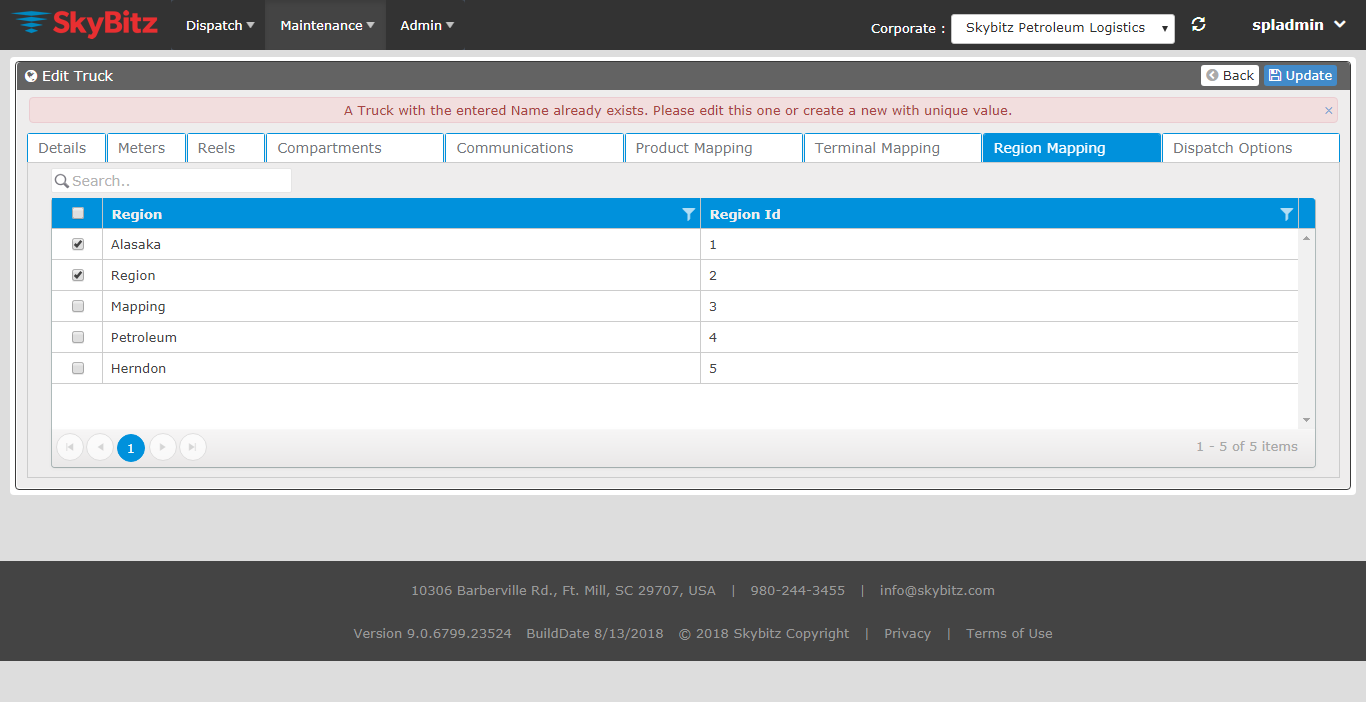 SkyBitz Dispatch Maintenance Admin Corporate : Skybitz Petroleum Logistics spladmin
Edit Truck Back Update
A Truck with the entered Name already exists. Please edit this one or create a new with unique value. ×
Details Meters Reels Compartments Communications Product Mapping Terminal Mapping Region Mapping Dispatch Options
Search..
Region Region Id
Alasaka 1
Region 2
Mapping 3
Petroleum 4
Herndon 5
1 1 - 5 of 5 items
10306 Barberville Rd., Ft. Mill, SC 29707, USA | 980-244-3455 | info@skybitz.com
Version 9.0.6799.23524 BuildDate 8/13/2018 © 2018 Skybitz Copyright | Privacy | Terms of Use